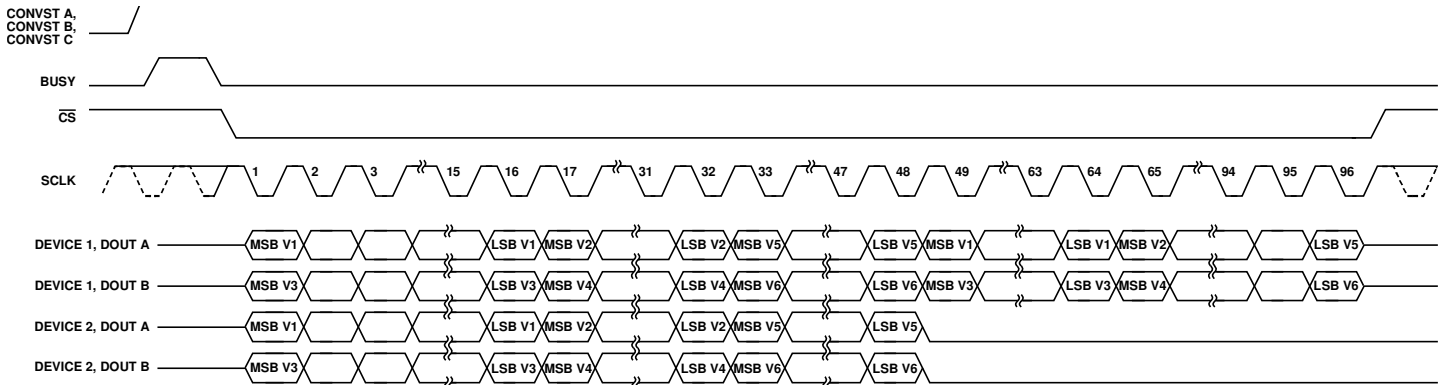 CONVST A,
CONVST B,
CONVST C
BUSY
CS
SCLK 1 2 3 15 16 17 31 32 33 47 48 49 63 64 65 94 95 96
DEVICE 1, DOUT A MSB V1 LSB V1 MSB V2 LSB V2 MSB V5 LSB V5 MSB V1 LSB V1 MSB V2 LSB V5
DEVICE 1, DOUT B MSB V3 LSB V3 MSB V4 LSB V4 MSB V6 LSB V6 MSB V3 LSB V3 MSB V4 LSB V6
DEVICE 2, DOUT A MSB V1 LSB V1 MSB V2 LSB V2 MSB V5 LSB V5
DEVICE 2, DOUT B MSB V3 LSB V3 MSB V4 LSB V4 MSB V6 LSB V6